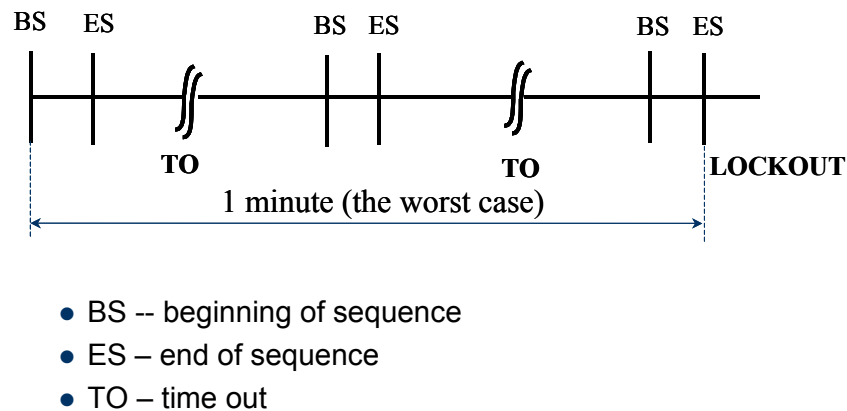 BS ES BS ES BS ES
TO TO LOCKOUT
1 minute (the worst case)
• BS -- beginning of sequence
• ES – end of sequence
• TO – time out